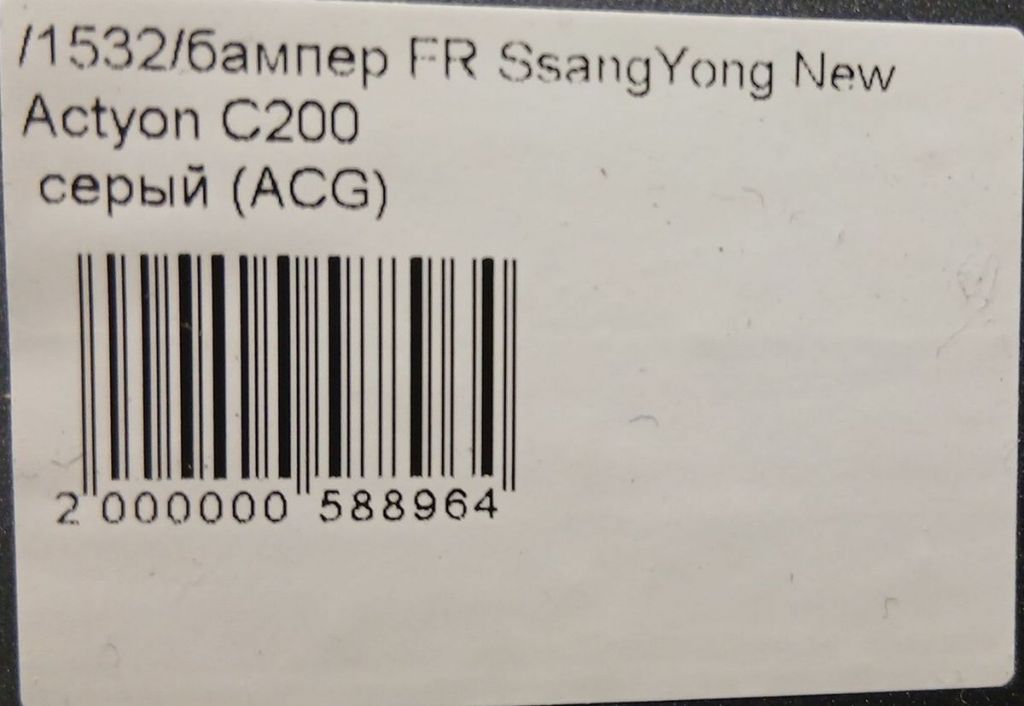 /1532/бампер FR SsangYong New
Actyon C200
серый (ACG)
2 000000 588964